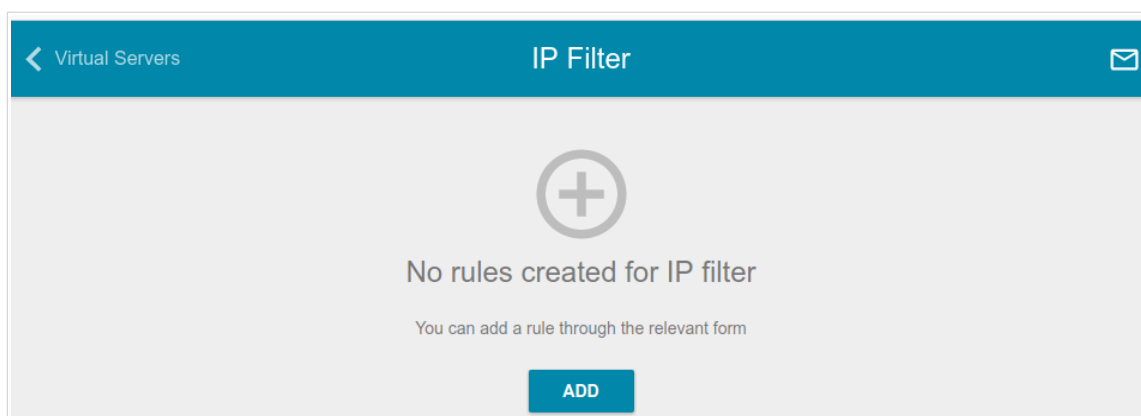 Virtual Servers
IP Filter
No rules created for IP filter
You can add a rule through the relevant form
ADD